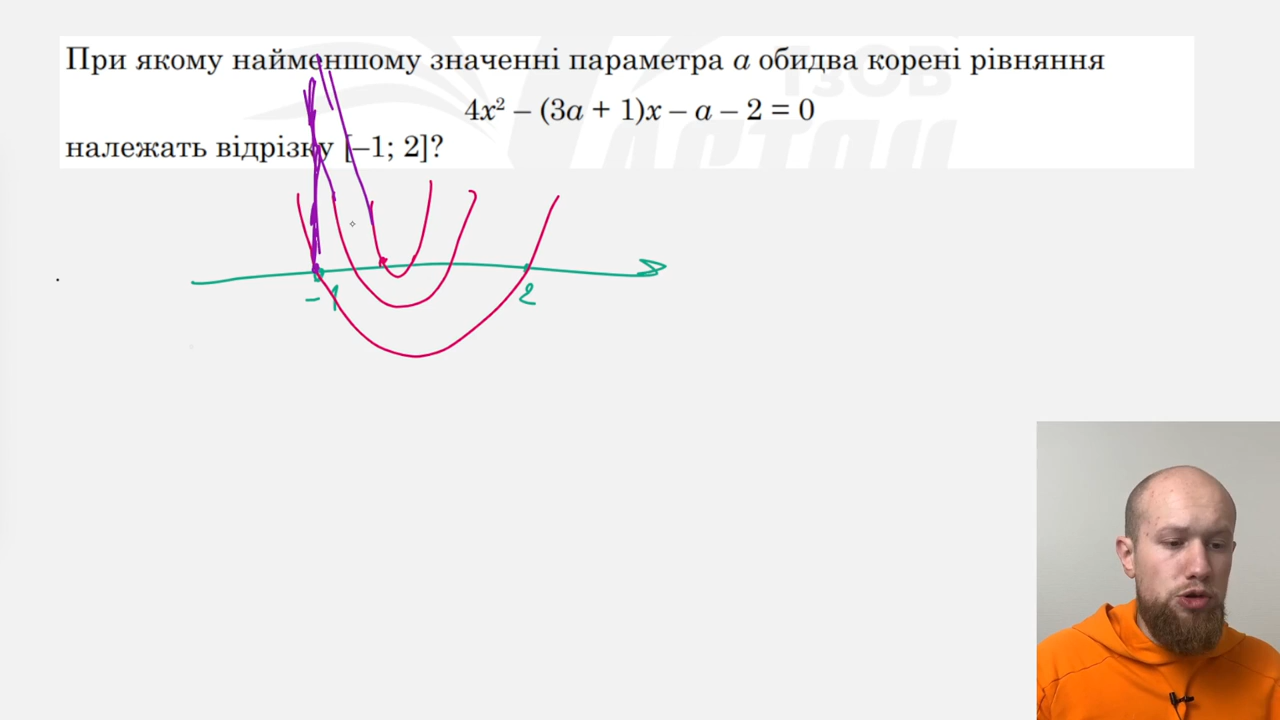 При якому найменшому значенні параметра a обидва корені рівняння
4x² – (3a + 1)x – a – 2 = 0
належать відрізку [–1; 2]?
-1 2